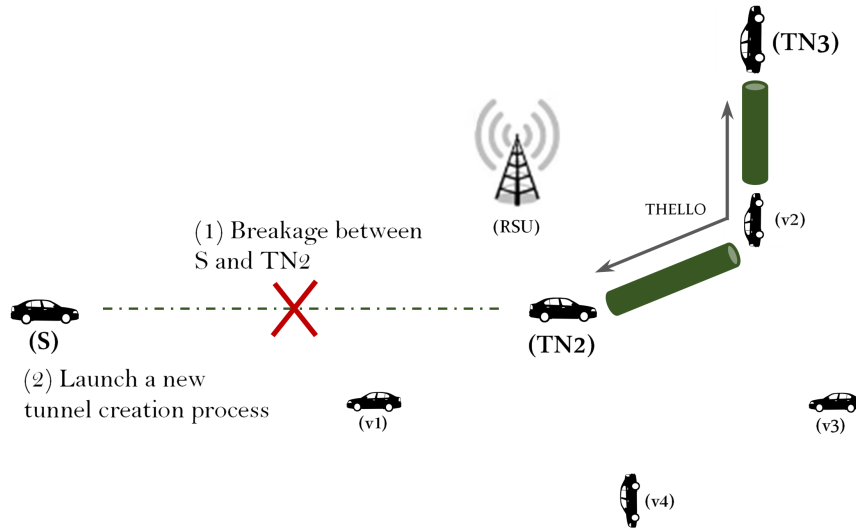 (TN3)
THELLO
(v2)
(RSU)
(1) Breakage between
S and TN2
(S)
(TN2)
(2) Launch a new
tunnel creation process
(v1)
(v3)
(v4)